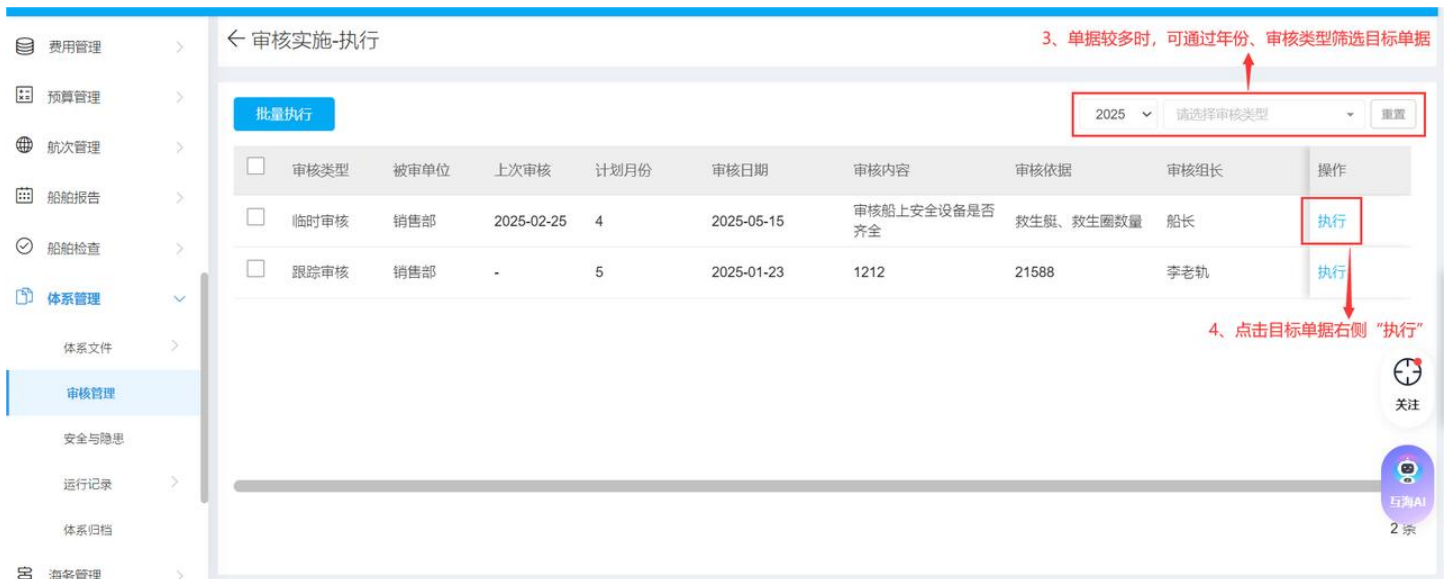 费用管理
预算管理
航次管理
船舶报告
船舶检查
体系管理
体系文件
审核管理
安全与隐患
运行记录
体系归档
海务管理
审核实施-执行
3、单据较多时，可通过年份、审核类型筛选目标单据
批量执行
2025 请选择审核类型 重置
审核类型 被审单位 上次审核 计划月份 审核日期 审核内容 审核依据 审核组长 操作
临时审核 销售部 2025-02-25 4 2025-05-15 审核船上安全设备是否 救生艇、救生圈数量 船长 执行
齐全
跟踪审核 销售部 - 5 2025-01-23 1212 21588 李老轨 执行
4、点击目标单据右侧“执行”
关注
互海AI
2 条